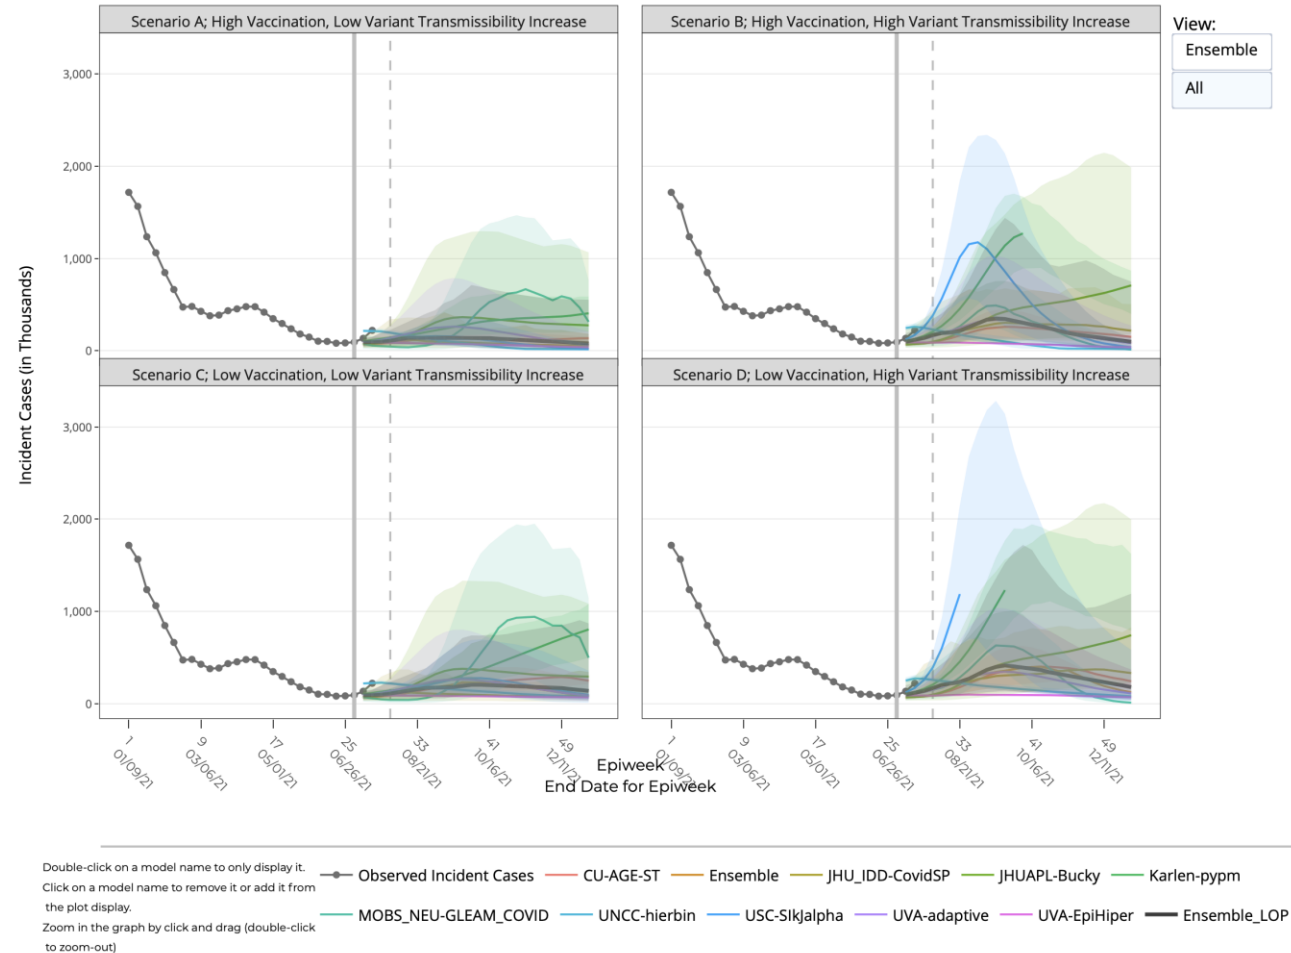 Scenario A; High Vaccination, Low Variant Transmissibility Increase
Scenario B; High Vaccination, High Variant Transmissibility Increase
View:
Ensemble
All
3,000
2,000
1,000
0
Scenario C; Low Vaccination, Low Variant Transmissibility Increase
Scenario D; Low Vaccination, High Variant Transmissibility Increase
Incident Cases (in Thousands)
3,000
2,000
1,000
0
1
01/09/21
9
03/06/21
17
05/01/21
25
06/26/21
33
08/21/21
41
10/16/21
49
12/11/21
1
01/09/21
9
03/06/21
17
05/01/21
25
06/26/21
33
08/21/21
41
10/16/21
49
12/11/21
Epiweek
End Date for Epiweek
Double-click on a model name to only display it.
Click on a model name to remove it or add it from
the plot display.
Zoom in the graph by click and drag (double-click
to zoom-out)
Observed Incident Cases CU-AGE-ST Ensemble JHU_IDD-CovidSP JHUAPL-Bucky Karlen-pypm
MOBS_NEU-GLEAM_COVID UNCC-hierbin USC-SIkJalpha UVA-adaptive UVA-EpiHiper Ensemble_LOP